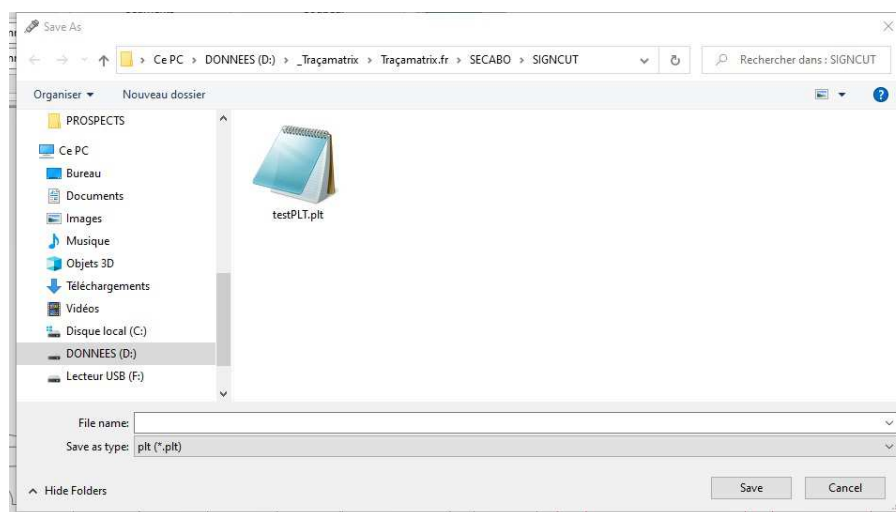 Save As
Ce PC > DONNEES (D:) > _Traçamatrix > Traçamatrix.fr > SECABO > SIGNCUT
Rechercher dans : SIGNCUT
Organiser
Nouveau dossier
PROSPECTS
Ce PC
Bureau
Documents
Images
Musique
Objets 3D
Téléchargements
Vidéos
Disque local (C:)
DONNEES (D:)
Lecteur USB (F:)
testPLT.plt
File name:
Save as type: plt (*.plt)
Hide Folders
Save
Cancel